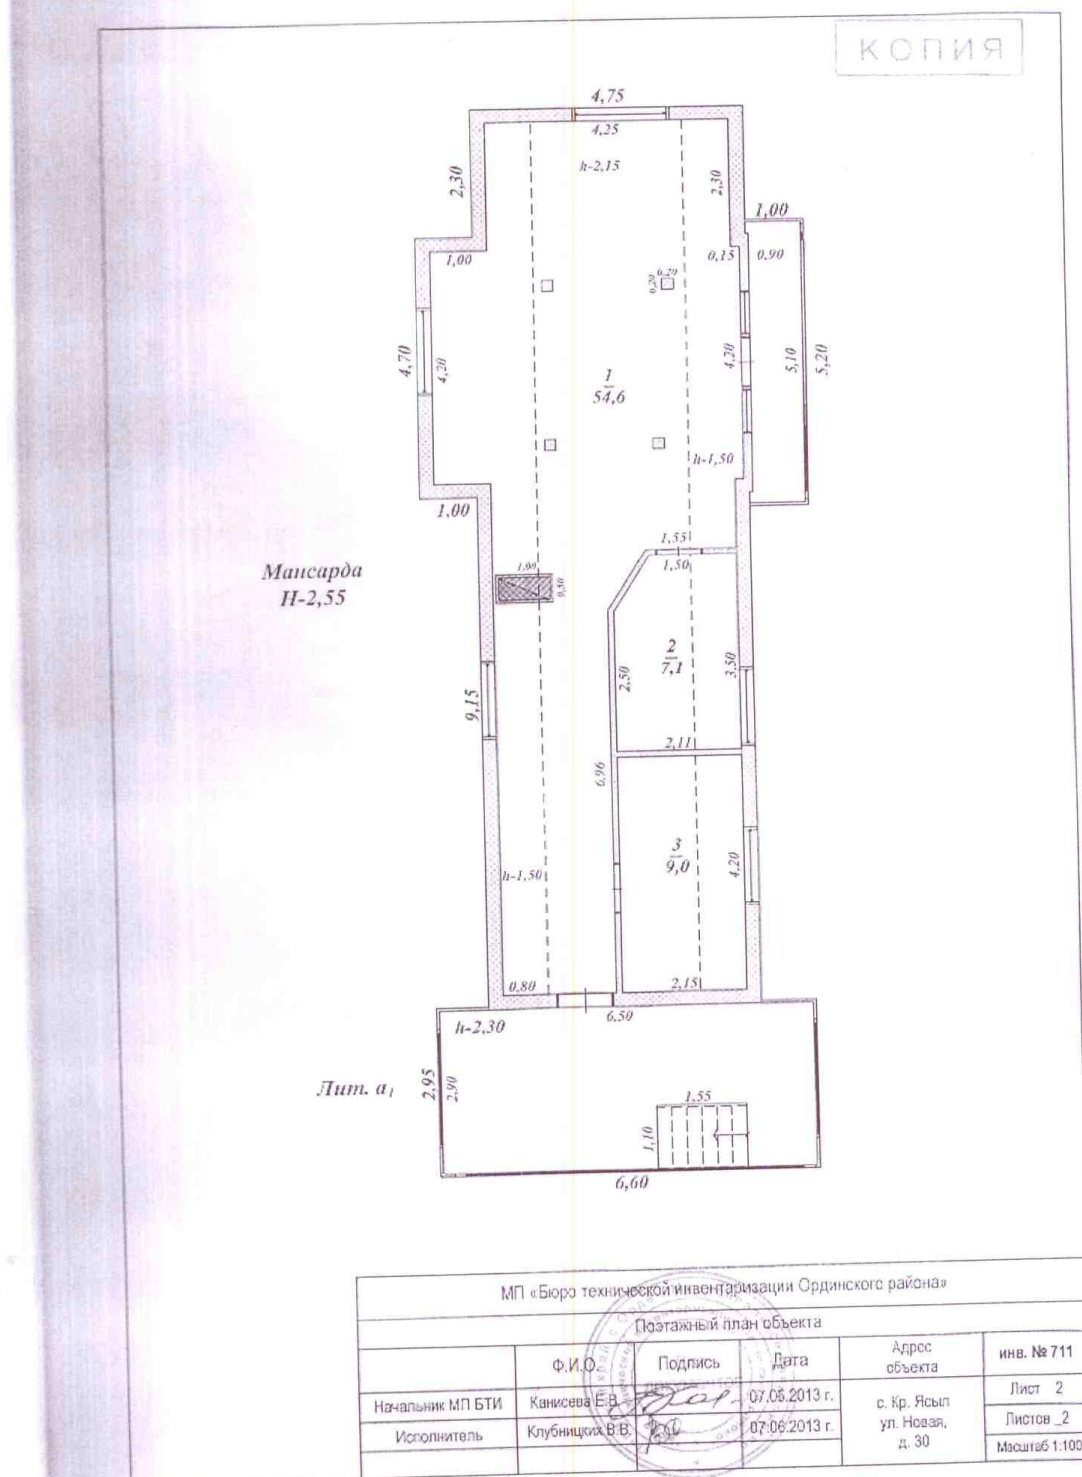 КОПИЯ
4,75
4,25
h-2,15
2,30
2,30
1,00
1,00
0,15
0,90
0,20
0,20
4,70
4,20
1
54,6
4,20
5,10
5,20
h-1,50
1,00
1,55
1,50
Мансарда
Н-2,55
1,90
0,50
2
7,1
2,50
3,50
9,15
2,11
6,96
3
9,0
4,20
h-1,50
0,80
2,15
6,50
h-2,30
Лит. а1
2,95
2,90
1,55
1,10
6,60
МП «Бюро технической инвентаризации Ординского района»
Поэтажный план объекта
Ф.И.О.
Подпись
Дата
Адрес
объекта
инв. № 711
Начальник МП БТИ
Канисева Е.В.
07.06.2013 г.
с. Кр. Ясыл
ул. Новая,
д. 30
Лист 2
Исполнитель
Клубницких В.В.
07.06.2013 г.
Листов _2
Масштаб 1:100